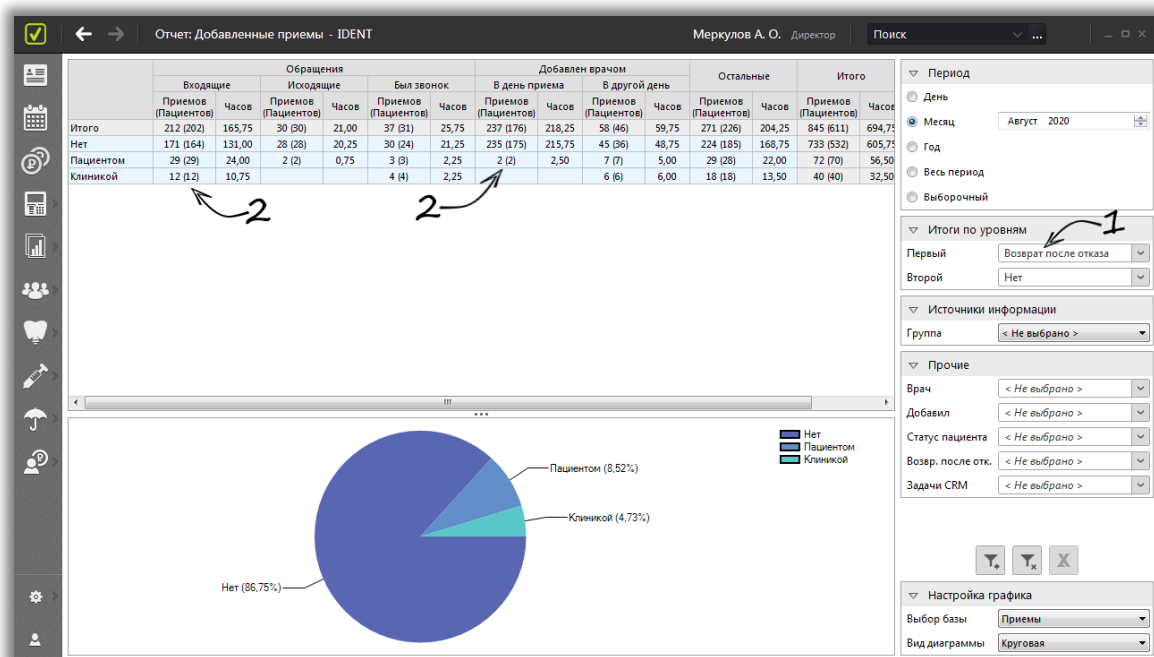 Отчет: Добавленные приемы - IDENT
Меркулов А. О. Директор
Поиск ...
Обращения Добавлен врачом Остальные Итого
Входящие Исходящие Был звонок В день приема В другой день
Приемов (Пациентов) Часов Приемов (Пациентов) Часов Приемов (Пациентов) Часов Приемов (Пациентов) Часов Приемов (Пациентов) Часов Приемов (Пациентов) Часов Приемов (Пациентов) Часов
Итого 212 (202) 165,75 30 (30) 21,00 37 (31) 25,75 237 (176) 218,25 58 (46) 59,75 271 (226) 204,25 845 (611) 694,75
Нет 171 (164) 131,00 28 (28) 20,25 30 (24) 21,25 235 (175) 215,75 45 (36) 48,75 224 (185) 168,75 733 (532) 605,75
Пациентом 29 (29) 24,00 2 (2) 0,75 3 (3) 2,25 2 (2) 2,50 7 (7) 5,00 29 (28) 22,00 72 (70) 56,50
Клиникой 12 (12) 10,75 4 (4) 2,25 6 (6) 6,00 18 (18) 13,50 40 (40) 32,50
2 2
Нет
Пациентом
Клиникой
Пациентом (8,52%)
Клиникой (4,73%)
Нет (86,75%)
Период
День
Месяц Август 2020
Год
Весь период
Выборочный
Итоги по уровням 1
Первый Возврат после отказа
Второй Нет
Источники информации
Группа < Не выбрано >
Прочие
Врач < Не выбрано >
Добавил < Не выбрано >
Статус пациента < Не выбрано >
Возвр. после отк. < Не выбрано >
Задачи CRM < Не выбрано >
Настройка графика
Выбор базы Приемы
Вид диаграммы Круговая